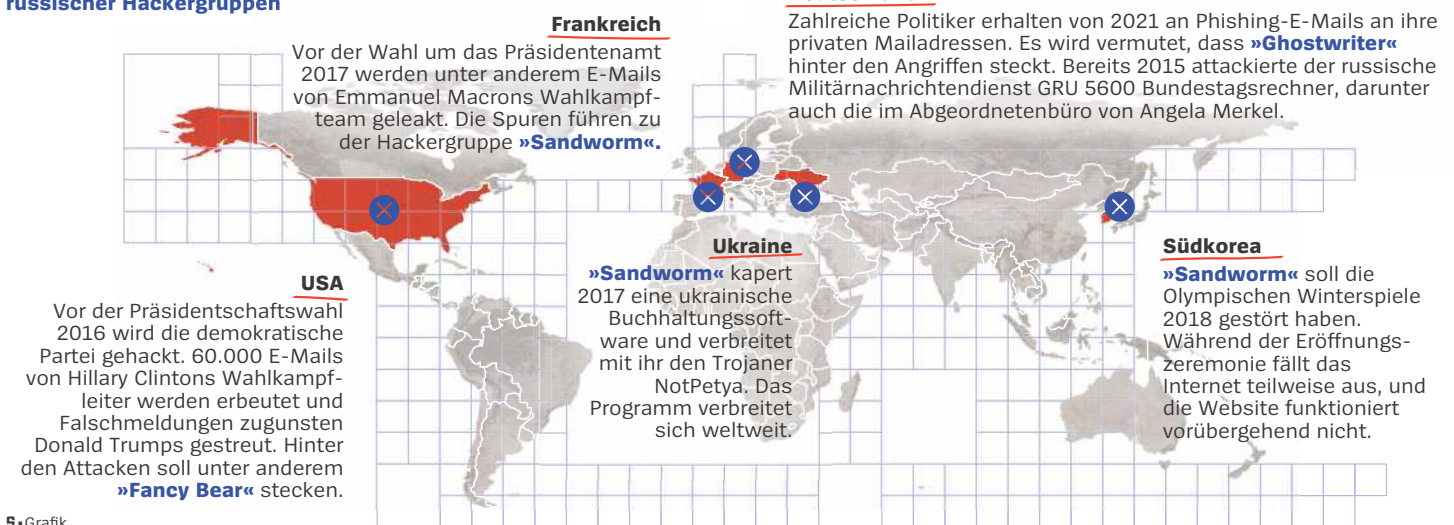 russischer Hackergruppen
Frankreich
Vor der Wahl um das Präsidentenamt
2017 werden unter anderem E-Mails
von Emmanuel Macrons Wahlkampf-
team geleakt. Die Spuren führen zu
der Hackergruppe »Sandworm«.
Zahlreiche Politiker erhalten von 2021 an Phishing-E-Mails an ihre
privaten Mailadressen. Es wird vermutet, dass »Ghostwriter«
hinter den Angriffen steckt. Bereits 2015 attackierte der russische
Militärnachrichtendienst GRU 5600 Bundestagsrechner, darunter
auch die im Abgeordnetenbüro von Angela Merkel.
USA
Vor der Präsidentschaftswahl
2016 wird die demokratische
Partei gehackt. 60.000 E-Mails
von Hillary Clintons Wahlkampf-
leiter werden erbeutet und
Falschmeldungen zugunsten
Donald Trumps gestreut. Hinter
den Attacken soll unter anderem
»Fancy Bear« stecken.
Ukraine
»Sandworm« kapert
2017 eine ukrainische
Buchhaltungssoft-
ware und verbreitet
mit ihr den Trojaner
NotPetya. Das
Programm verbreitet
sich weltweit.
Südkorea
»Sandworm« soll die
Olympischen Winterspiele
2018 gestört haben.
Während der Eröffnungs-
zeremonie fällt das
Internet teilweise aus, und
die Website funktioniert
vorübergehend nicht.
S▪Grafik